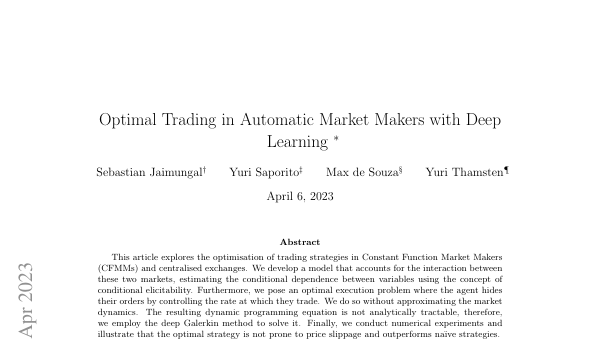 Optimal Trading in Automatic Market Makers with Deep
Learning *
Sebastian Jaimungal† Yuri Saporito‡ Max de Souza§ Yuri Thamsten¶
April 6, 2023
Abstract
This article explores the optimisation of trading strategies in Constant Function Market Makers
(CFMMs) and centralised exchanges. We develop a model that accounts for the interaction between
these two markets, estimating the conditional dependence between variables using the concept of
conditional elicitability. Furthermore, we pose an optimal execution problem where the agent hides
their orders by controlling the rate at which they trade. We do so without approximating the market
dynamics. The resulting dynamic programming equation is not analytically tractable, therefore,
we employ the deep Galerkin method to solve it. Finally, we conduct numerical experiments and
illustrate that the optimal strategy is not prone to price slippage and outperforms naïve strategies.
Apr 2023